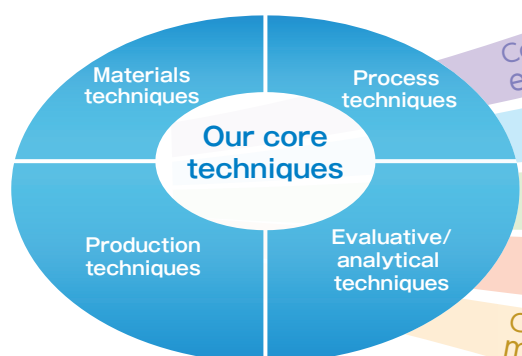 Materials
techniques
Process
techniques
Our core
techniques
Production
techniques
Evaluative/
analytical
techniques